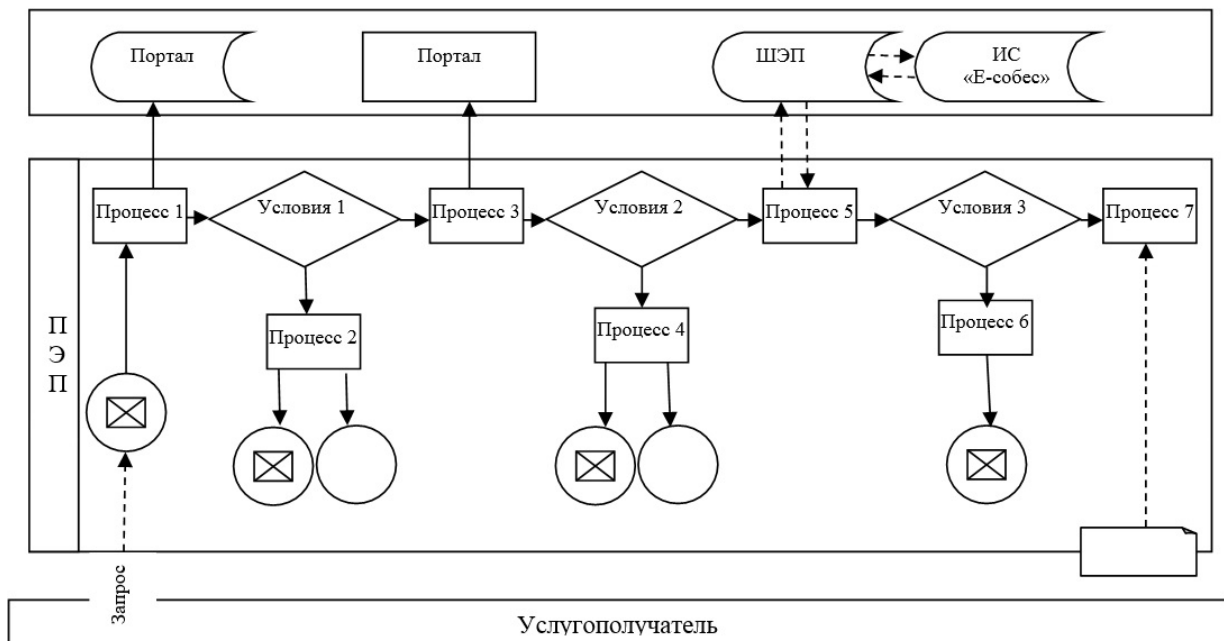 Портал
Портал
ШЭП
ИС
«Е-собес»
Процесс 1
Условия 1
Процесс 3
Условия 2
Процесс 5
Условия 3
Процесс 7
ПЭП
Процесс 2
Процесс 4
Процесс 6
Запрос
Услугополучатель